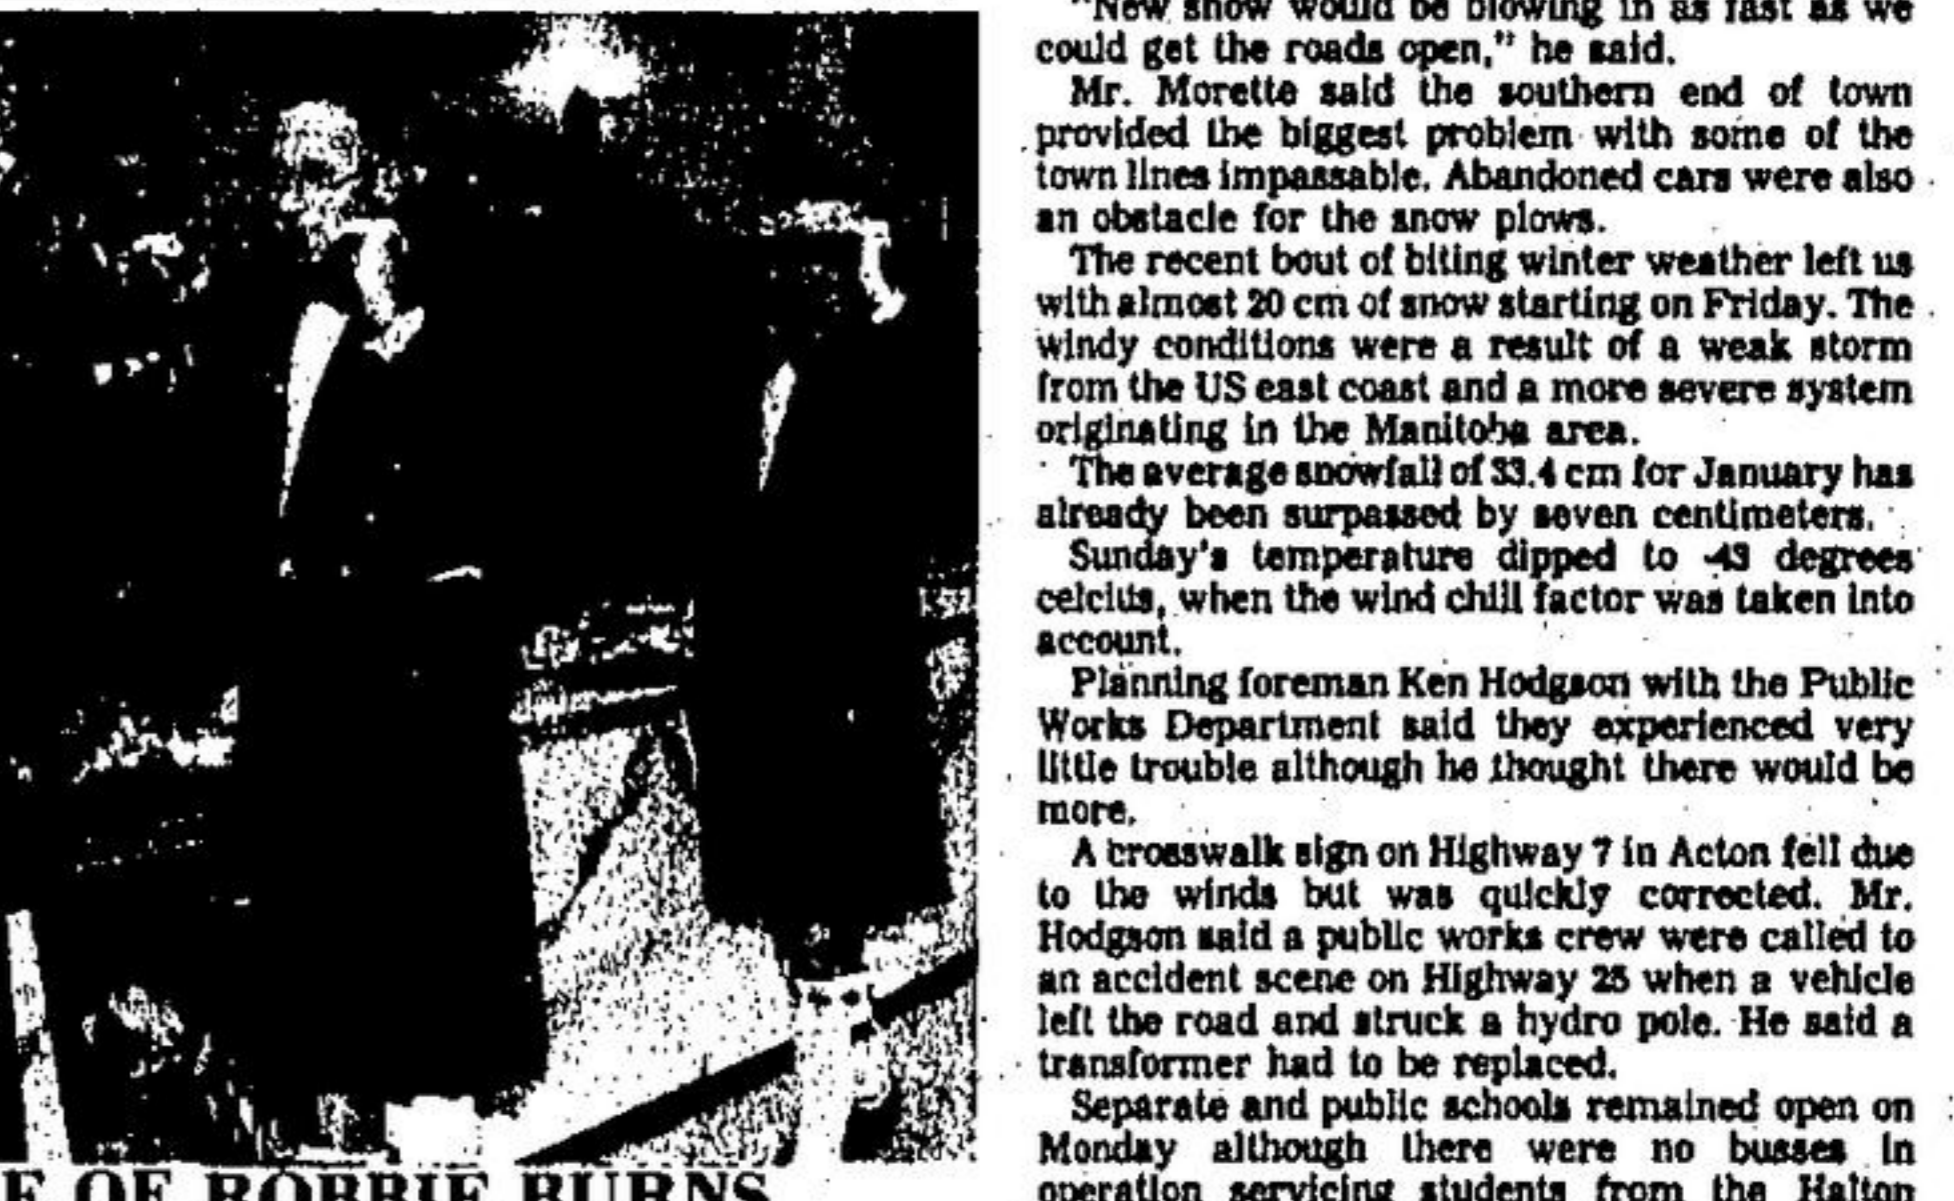 "New snow would be blowing in as fast as we
could get the roads open," he said.
Mr. Morette said the southern end of town
provided the biggest problem with some of the
town lines impassable. Abandoned cars were also
an obstacle for the snow plows.
The recent bout of biting winter weather left us
with almost 20 cm of snow starting on Friday. The
windy conditions were a result of a weak storm
from the US east coast and a more severe system
originating in the Manitoba area.
The average snowfall of 33.4 cm for January has
already been surpassed by seven centimeters.
Sunday's temperature dipped to -43 degrees
celcius, when the wind chill factor was taken into
account.
Planning foreman Ken Hodgson with the Public
Works Department said they experienced very
little trouble although he thought there would be
more.
A crosswalk sign on Highway 7 in Acton fell due
to the winds but was quickly corrected. Mr.
Hodgson said a public works crew were called to
an accident scene on Highway 25 when a vehicle
left the road and struck a hydro pole. He said a
transformer had to be replaced.
Separate and public schools remained open on
Monday although there were no busses in
operation servicing students from the Halton
E OF ROBBIE BURNS